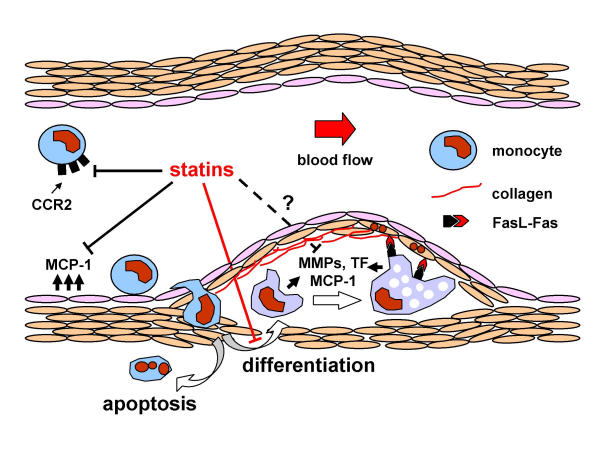 statins
CCR2
MCP-1
blood flow
monocyte
collagen
FasL-Fas
?
MMPs, TF
MCP-1
differentiation
apoptosis